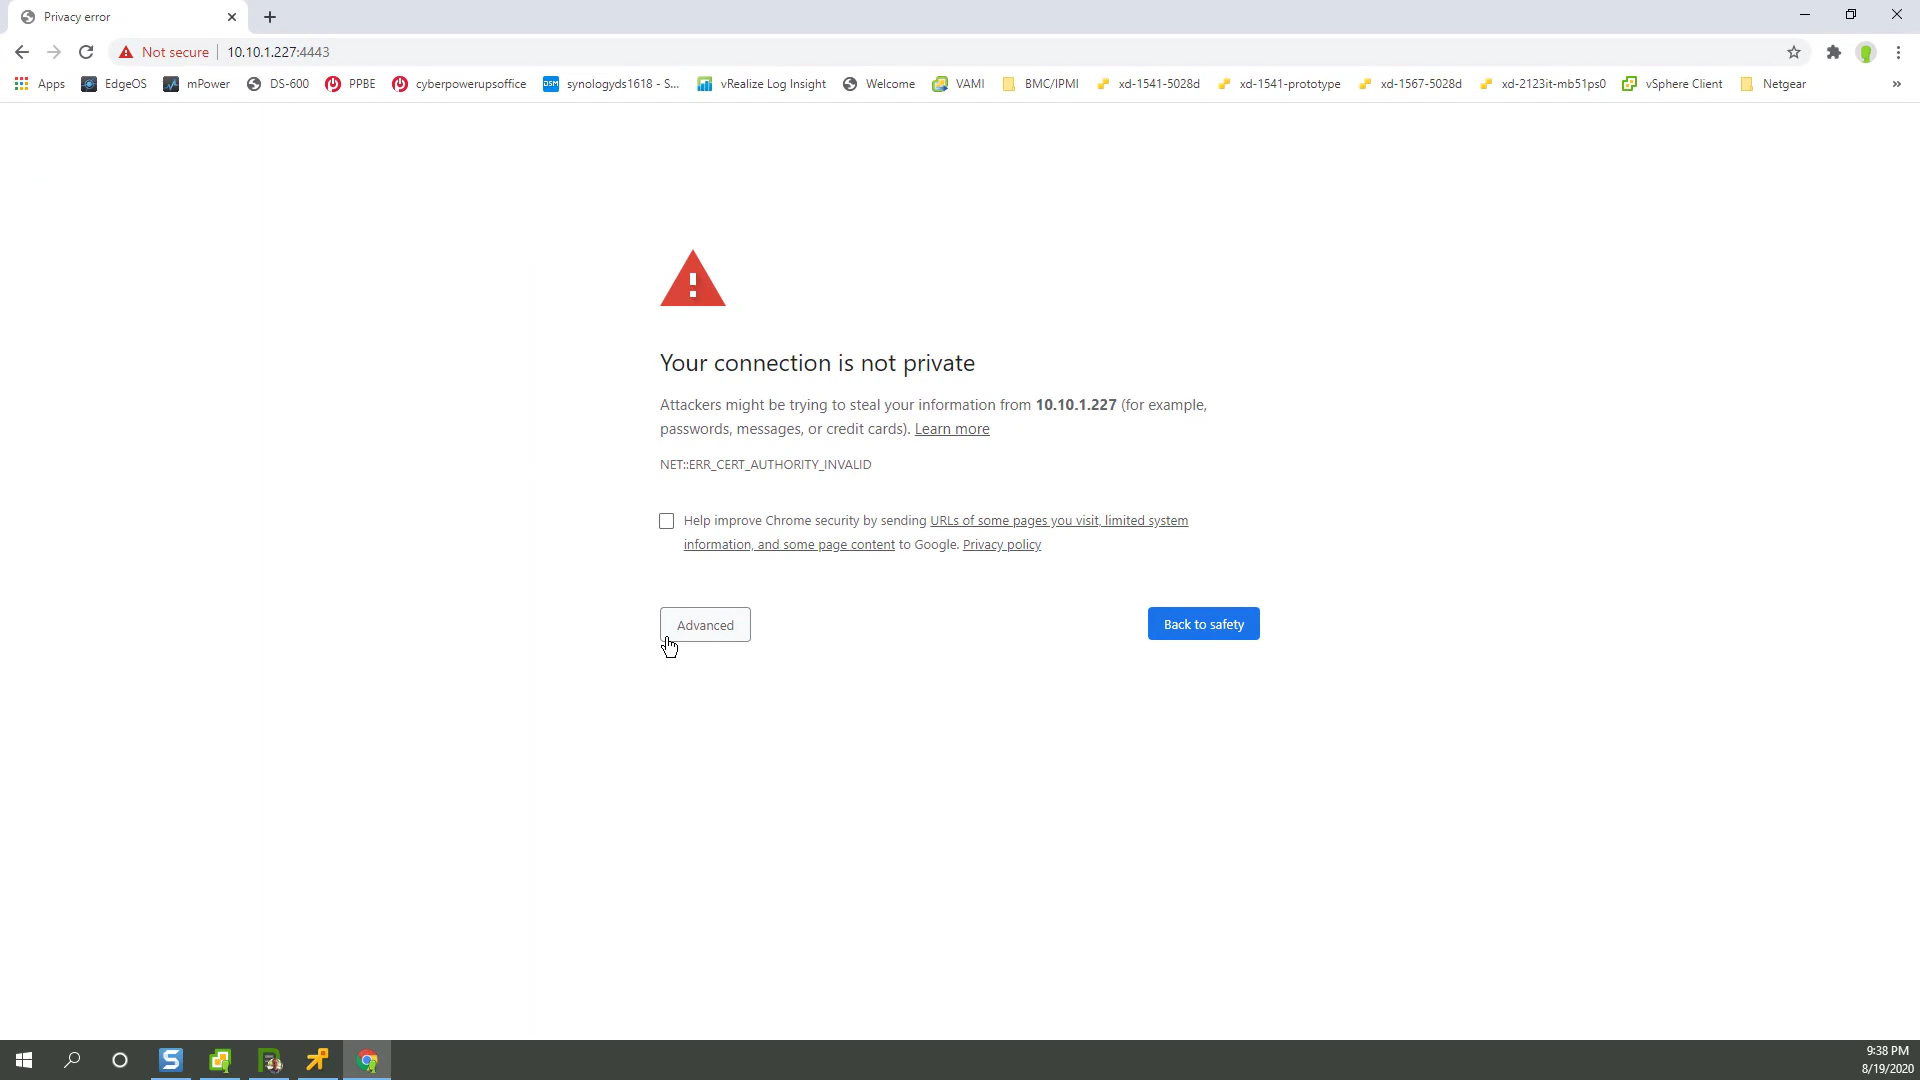 Privacy error
Not secure 10.10.1.227:4443
Apps EdgeOS mPower DS-600 PPBE cyberpowerupsoffice DSM synologyds1618 - S... vRealize Log Insight Welcome VAMI BMC/IPMI xd-1541-5028d xd-1541-prototype xd-1567-5028d xd-2123it-mb51ps0 vSphere Client Netgear »
Your connection is not private
Attackers might be trying to steal your information from 10.10.1.227 (for example,
passwords, messages, or credit cards). Learn more
NET::ERR_CERT_AUTHORITY_INVALID
Help improve Chrome security by sending URLs of some pages you visit, limited system
information, and some page content to Google. Privacy policy
Advanced Back to safety
9:38 PM
8/19/2020